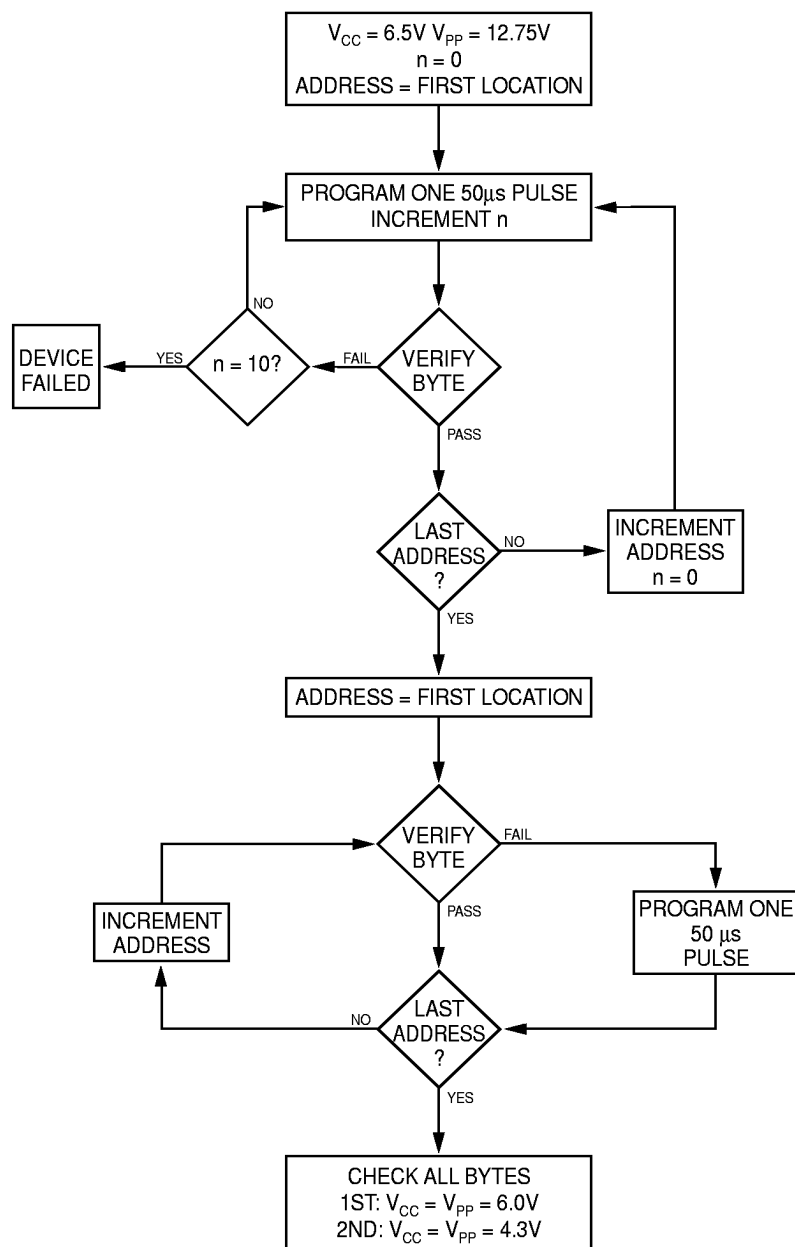 V_CC = 6.5V V_PP = 12.75V
n = 0
ADDRESS = FIRST LOCATION
PROGRAM ONE 50μs PULSE
INCREMENT n
NO
DEVICE
FAILED
YES
n = 10?
FAIL
VERIFY
BYTE
PASS
LAST
ADDRESS
?
NO
INCREMENT
ADDRESS
n = 0
YES
ADDRESS = FIRST LOCATION
VERIFY
BYTE
FAIL
PASS
INCREMENT
ADDRESS
PROGRAM ONE
50 μs
PULSE
LAST
ADDRESS
?
NO
YES
CHECK ALL BYTES
1ST: V_CC = V_PP = 6.0V
2ND: V_CC = V_PP = 4.3V